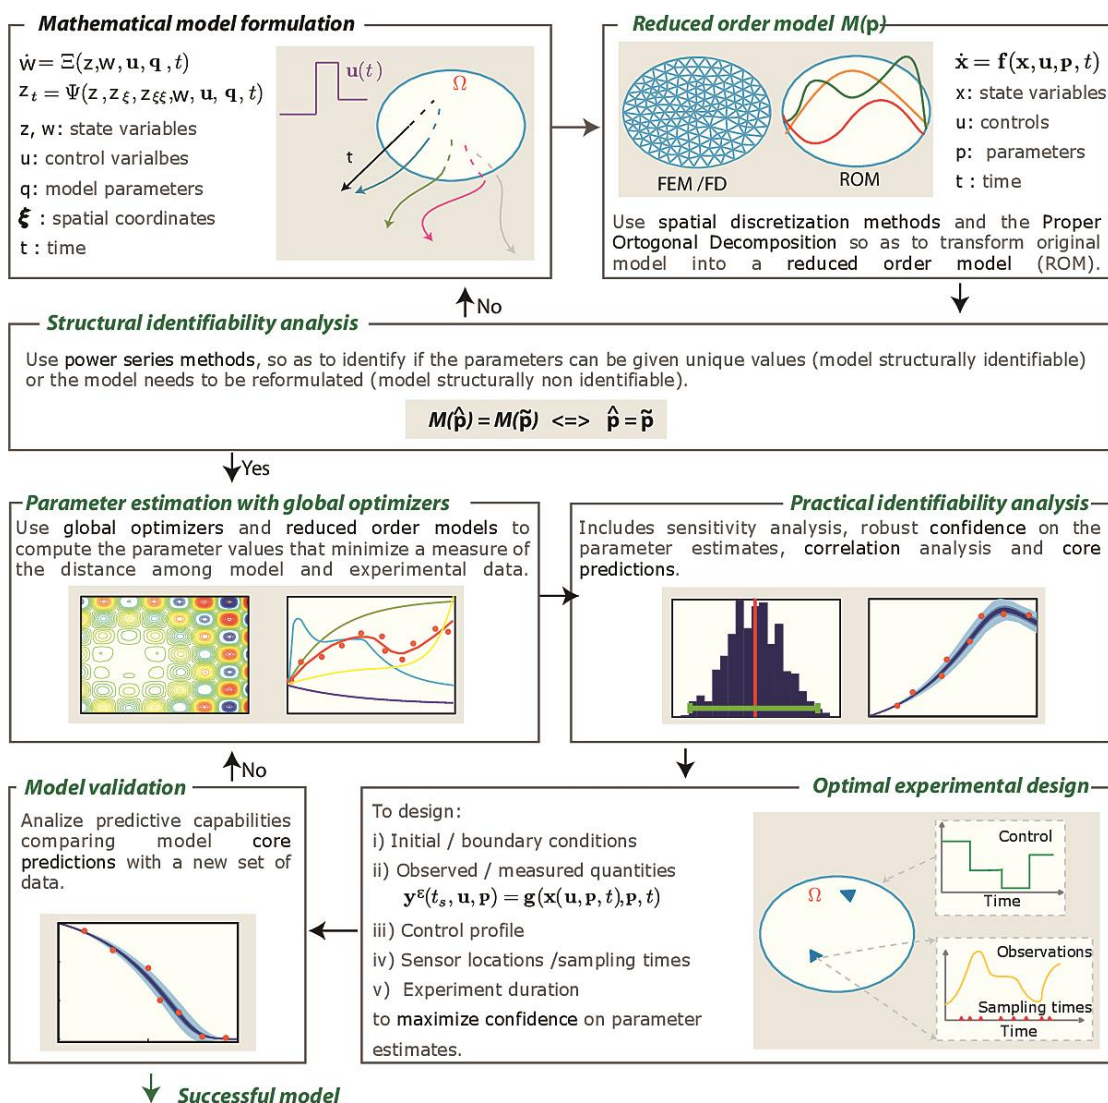 Mathematical model formulation
ẇ = Ξ(z,w,u,q,t)
z_t = Ψ(z,z_ξ,z_ξξ,w,u,q,t)
z, w: state variables
u: control varialbes
q: model parameters
ξ : spatial coordinates
t : time
u(t)
Ω
t
Reduced order model M(p)
FEM /FD
ROM
ẋ = f(x,u,p,t)
x: state variables
u: controls
p: parameters
t : time
Use spatial discretization methods and the Proper
Ortogonal Decomposition so as to transform original
model into a reduced order model (ROM).
No
Structural identifiability analysis
Use power series methods, so as to identify if the parameters can be given unique values (model structurally identifiable)
or the model needs to be reformulated (model structurally non identifiable).
M(p̂) = M(p̃) <=> p̂ = p̃
Yes
Parameter estimation with global optimizers
Use global optimizers and reduced order models to
compute the parameter values that minimize a measure of
the distance among model and experimental data.
Practical identifiability analysis
Includes sensitivity analysis, robust confidence on the
parameter estimates, correlation analysis and core
predictions.
No
Model validation
Analize predictive capabilities
comparing model core
predictions with a new set of
data.
Optimal experimental design
To design:
i) Initial / boundary conditions
ii) Observed / measured quantities
y^ε(t_s, u, p) = g(x(u, p, t),p, t)
iii) Control profile
iv) Sensor locations /sampling times
v) Experiment duration
to maximize confidence on parameter
estimates.
Ω
Control
Time
Observations
Sampling times
Time
Successful model